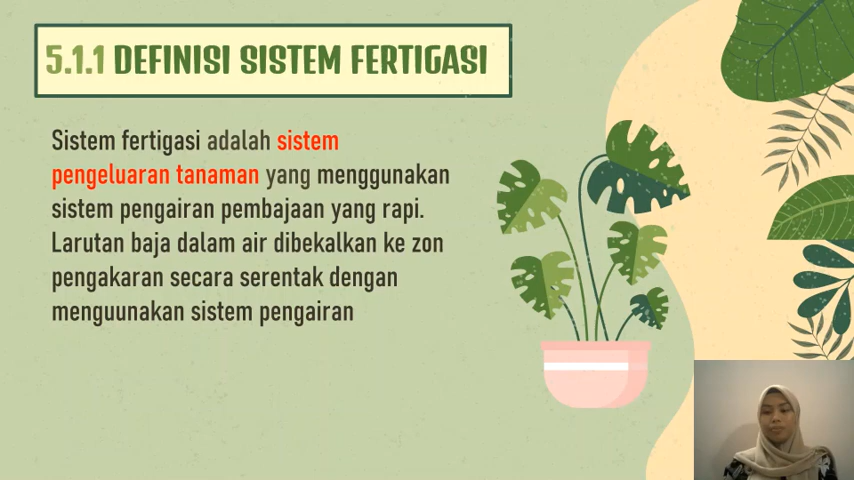 5.1.1 DEFINISI SISTEM FERTIGASI
Sistem fertigasi adalah sistem
pengeluaran tanaman yang menggunakan
sistem pengairan pembajaan yang rapi.
Larutan baja dalam air dibekalkan ke zon
pengakaran secara serentak dengan
menguunakan sistem pengairan